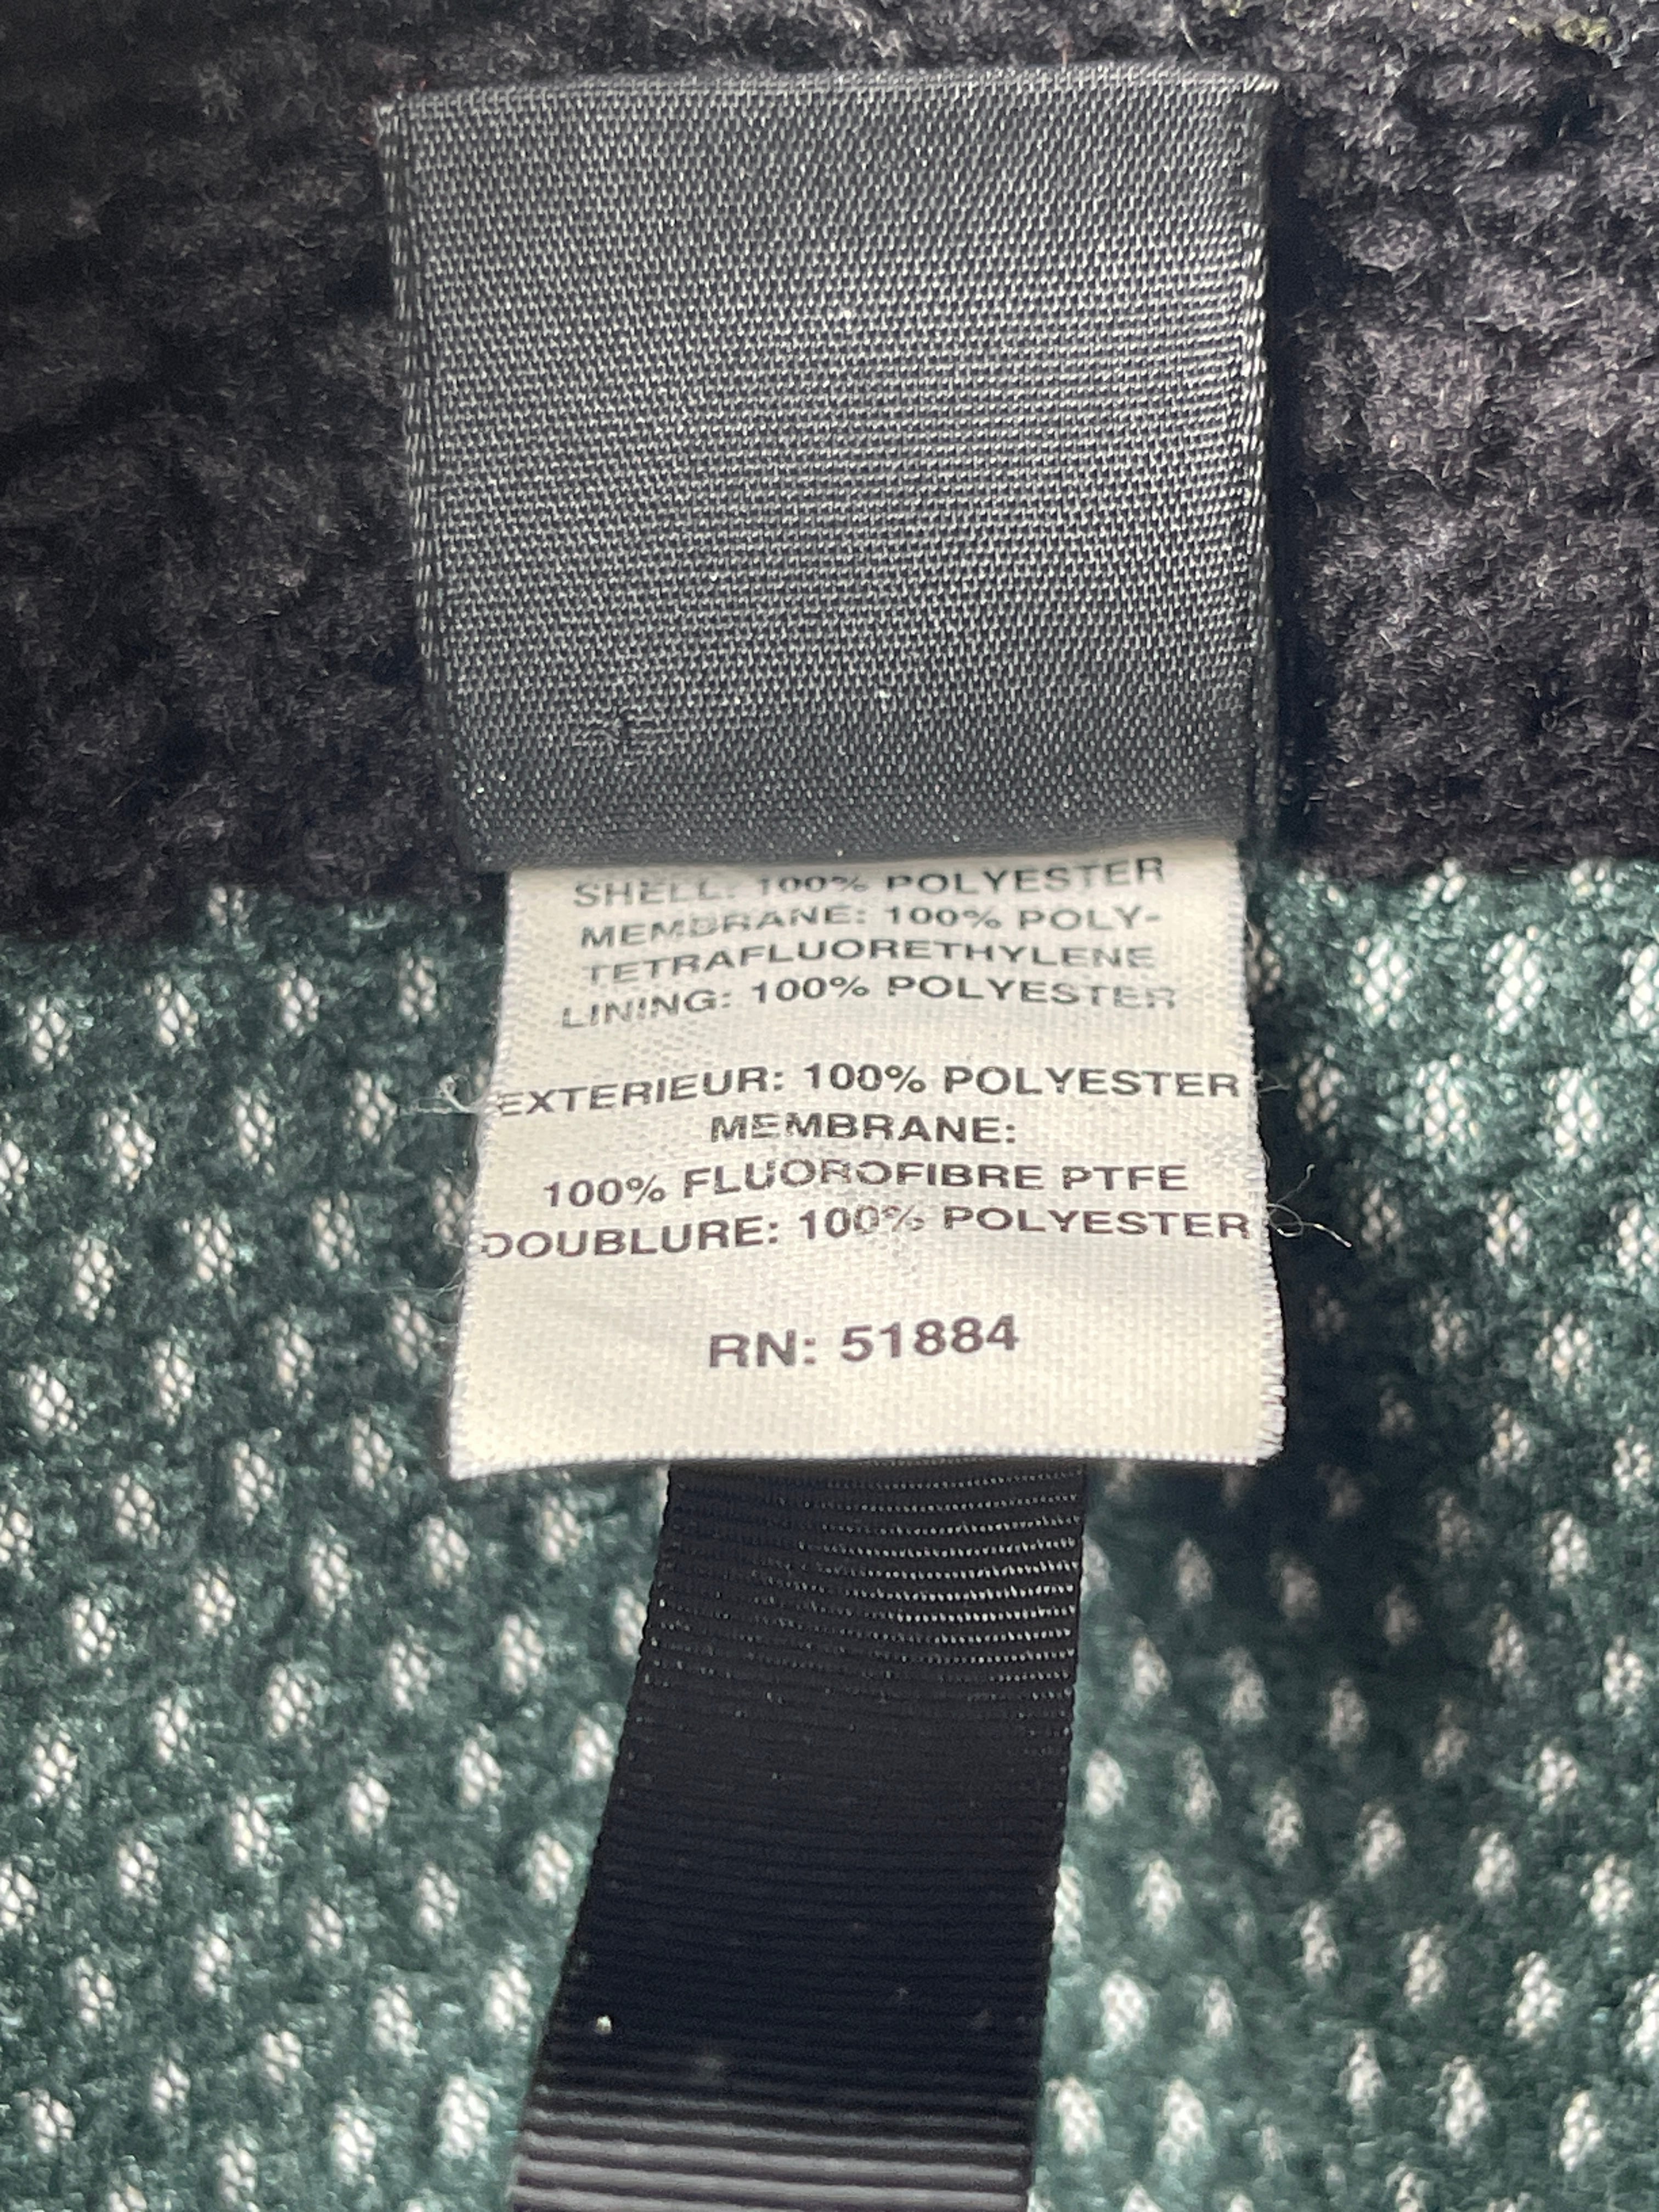 SHELL: 100% POLYESTER
MEMBRANE: 100% POLY-
TETRAFLUORETHYLENE
LINING: 100% POLYESTER
EXTERIEUR: 100% POLYESTER
MEMBRANE:
100% FLUOROFIBRE PTFE
DOUBLURE: 100% POLYESTER
RN: 51884